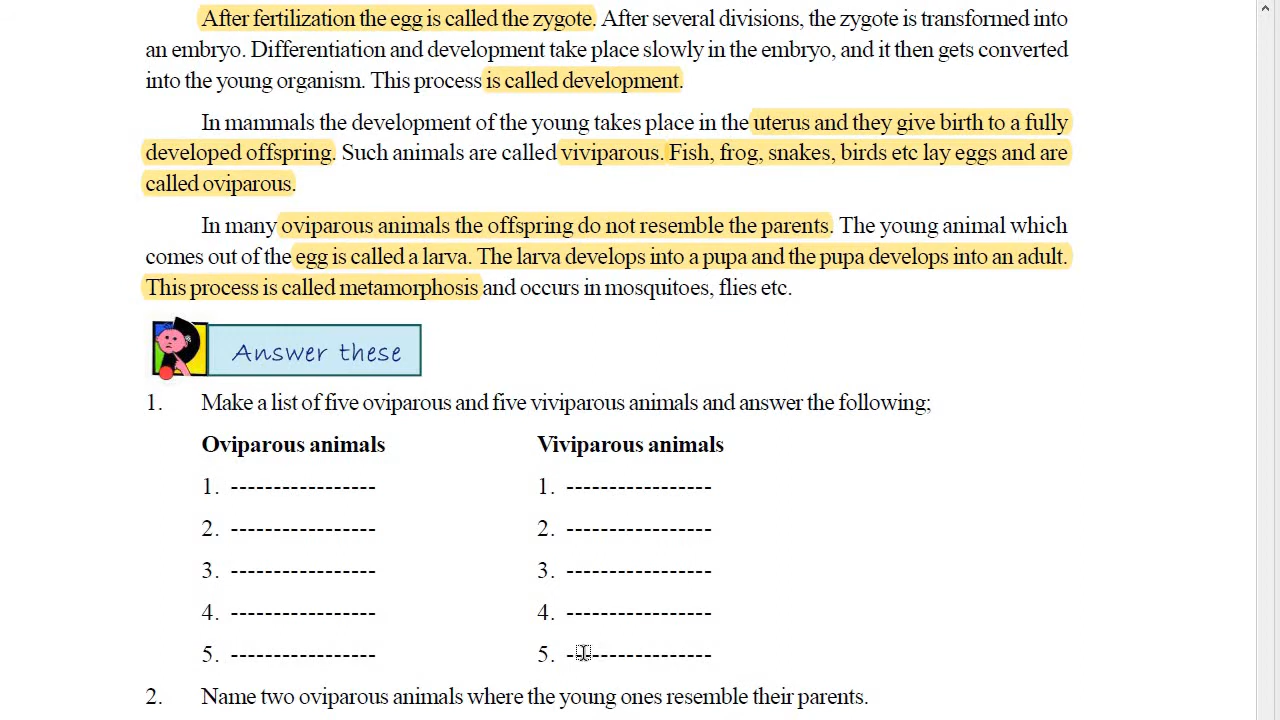 After fertilization the egg is called the zygote. After several divisions, the zygote is transformed into
an embryo. Differentiation and development take place slowly in the embryo, and it then gets converted
into the young organism. This process is called development.
In mammals the development of the young takes place in the uterus and they give birth to a fully
developed offspring. Such animals are called viviparous. Fish, frog, snakes, birds etc lay eggs and are
called oviparous.
In many oviparous animals the offspring do not resemble the parents. The young animal which
comes out of the egg is called a larva. The larva develops into a pupa and the pupa develops into an adult.
This process is called metamorphosis and occurs in mosquitoes, flies etc.
Answer these
1. Make a list of five oviparous and five viviparous animals and answer the following;
Oviparous animals Viviparous animals
1. ----------------- 1. -----------------
2. ----------------- 2. -----------------
3. ----------------- 3. -----------------
4. ----------------- 4. -----------------
5. ----------------- 5. -----------------
2. Name two oviparous animals where the young ones resemble their parents.